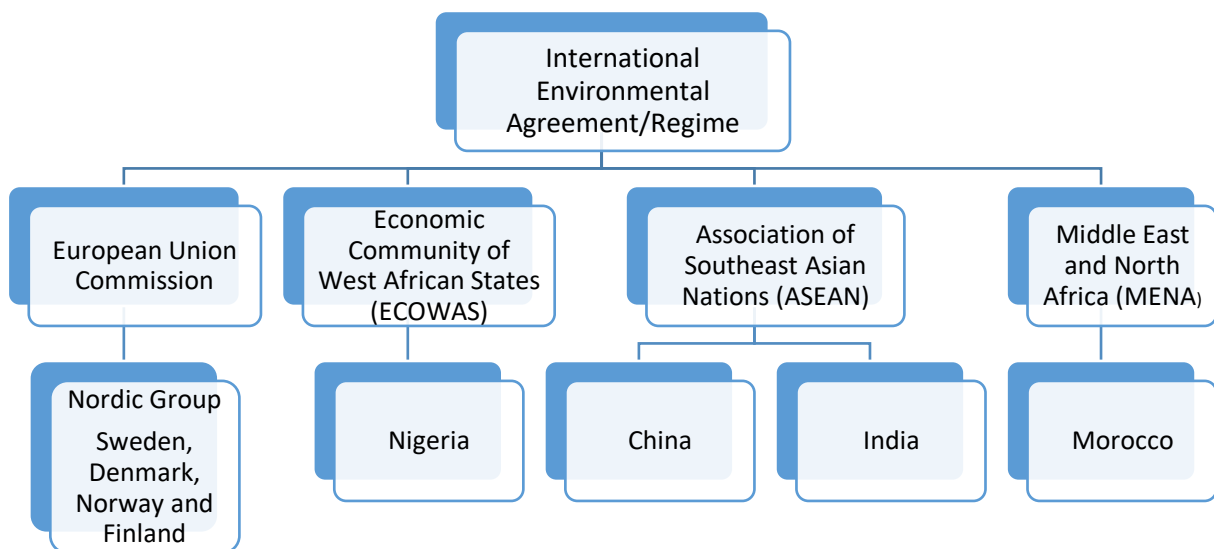 International
Environmental
Agreement/Regime
European Union
Commission
Economic
Community of
West African States
(ECOWAS)
Association of
Southeast Asian
Nations (ASEAN)
Middle East
and North
Africa (MENA)
Nordic Group
Sweden,
Denmark,
Norway and
Finland
Nigeria
China
India
Morocco